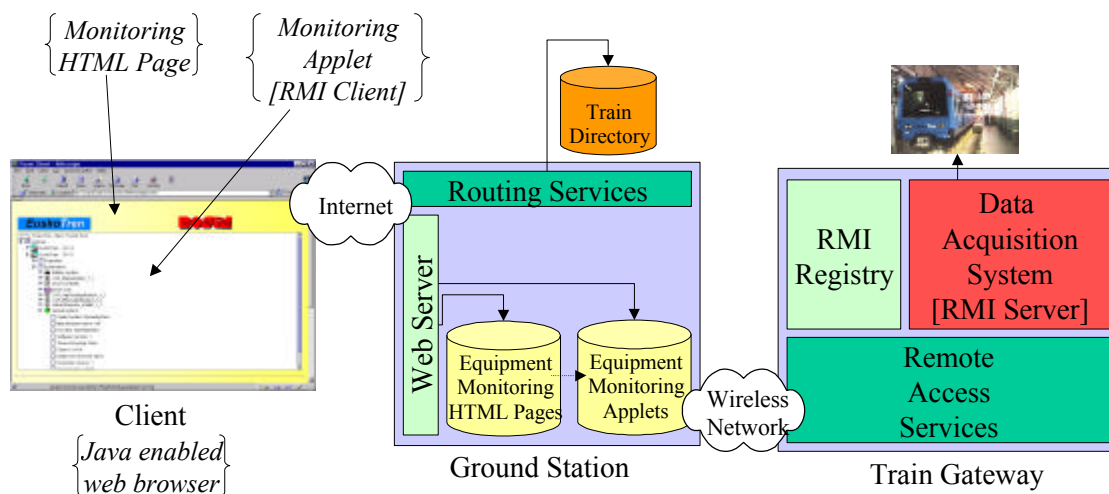 Monitoring
HTML Page
Monitoring
Applet
[RMI Client]
Train
Directory
Internet
Routing Services
EuskoTren
Web Server
Equipment
Monitoring
HTML Pages
Equipment
Monitoring
Applets
RMI
Registry
Data
Acquisition
System
[RMI Server]
Wireless
Network
Remote
Access
Services
Client
Java enabled
web browser
Ground Station
Train Gateway